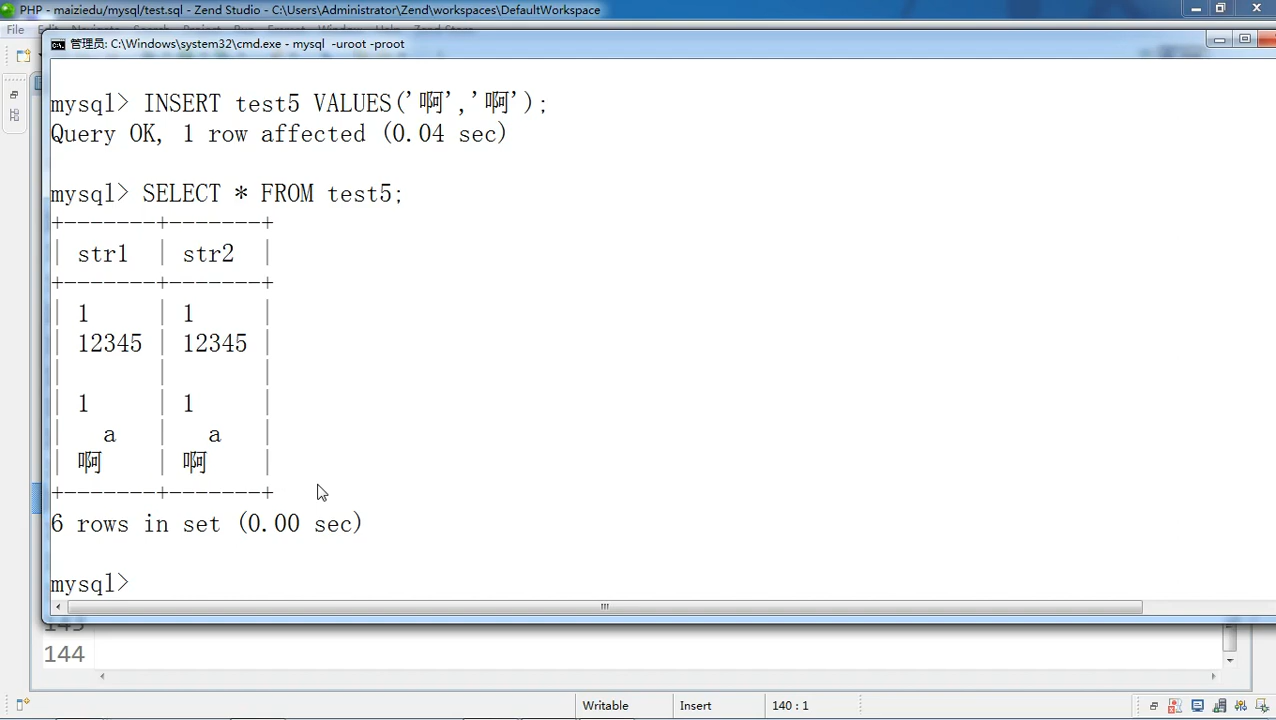 PHP - maiziedu/mysql/test.sql - Zend Studio - C:\Users\Administrator\Zend\workspaces\DefaultWorkspace
管理员: C:\Windows\system32\cmd.exe - mysql -uroot -proot
mysql> INSERT test5 VALUES('啊','啊');
Query OK, 1 row affected (0.04 sec)
mysql> SELECT * FROM test5;
+-------+-------+
| str1 | str2 |
+-------+-------+
| 1 | 1 |
| 12345 | 12345 |
| | |
| 1 | 1 |
| a | a |
| 啊 | 啊 |
+-------+-------+
6 rows in set (0.00 sec)
mysql>
143
144
Writable Insert 140 : 1